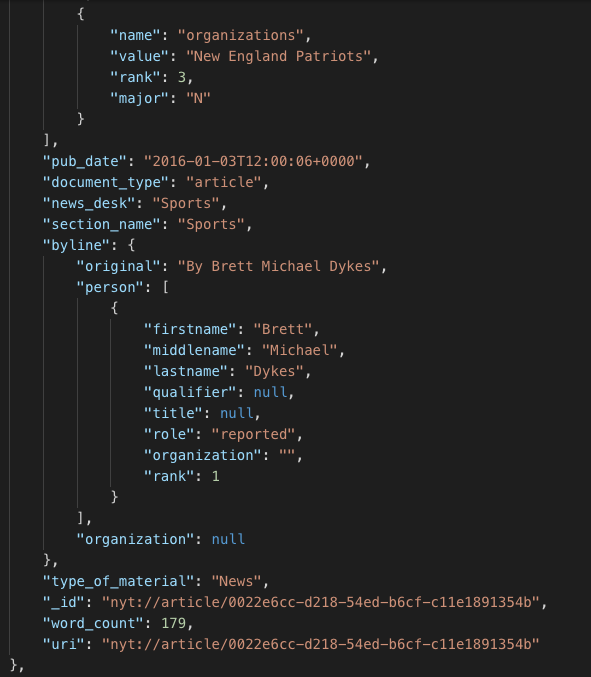 {
"name": "organizations",
"value": "New England Patriots",
"rank": 3,
"major": "N"
}
],
"pub_date": "2016-01-03T12:00:06+0000",
"document_type": "article",
"news_desk": "Sports",
"section_name": "Sports",
"byline": {
"original": "By Brett Michael Dykes",
"person": [
{
"firstname": "Brett",
"middlename": "Michael",
"lastname": "Dykes",
"qualifier": null,
"title": null,
"role": "reported",
"organization": "",
"rank": 1
}
],
"organization": null
},
"type_of_material": "News",
"_id": "nyt://article/0022e6cc-d218-54ed-b6cf-c11e1891354b",
"word_count": 179,
"uri": "nyt://article/0022e6cc-d218-54ed-b6cf-c11e1891354b"
},